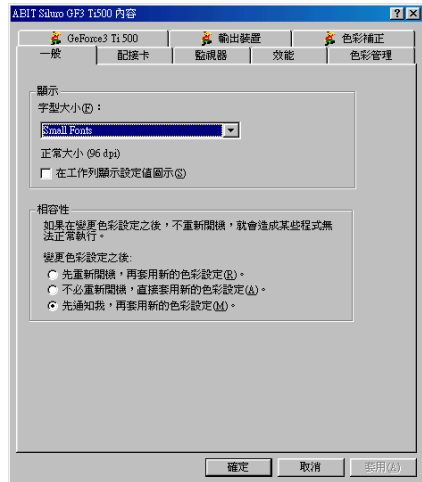 ABIT Siluro GF3 Ti500 內容
GeForce3 Ti 500
輸出裝置
色彩補正
一般
配接卡
監視器
效能
色彩管理
顯示
字型大小(F)：
Small Fonts
正常大小 (96 dpi)
在工作列顯示設定值圖示(S)
相容性
如果在變更色彩設定之後，不重新開機，就會造成某些程式無
法正常執行。
變更色彩設定之後:
先重新開機，再套用新的色彩設定(R)。
不必重新開機，直接套用新的色彩設定(A)。
先通知我，再套用新的色彩設定(M)。
確定
取消
套用(A)